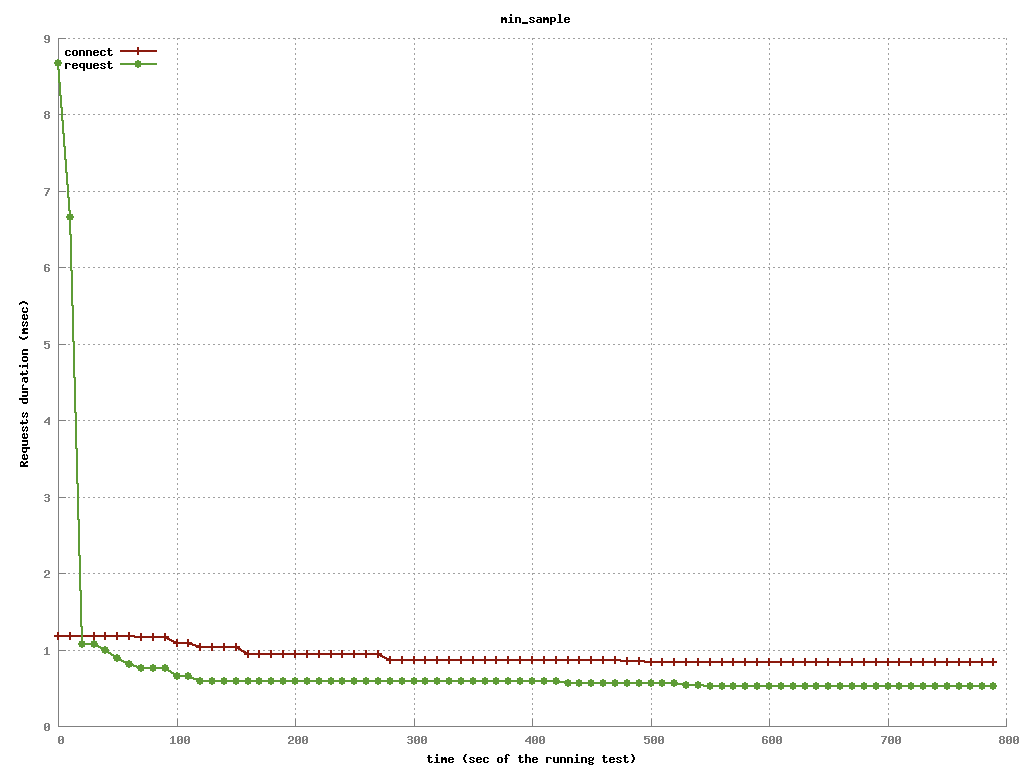 min_sample
connect
request
9
8
7
6
5
4
3
2
1
0
Requests duration (msec)
0 100 200 300 400 500 600 700 800
time (sec of the running test)